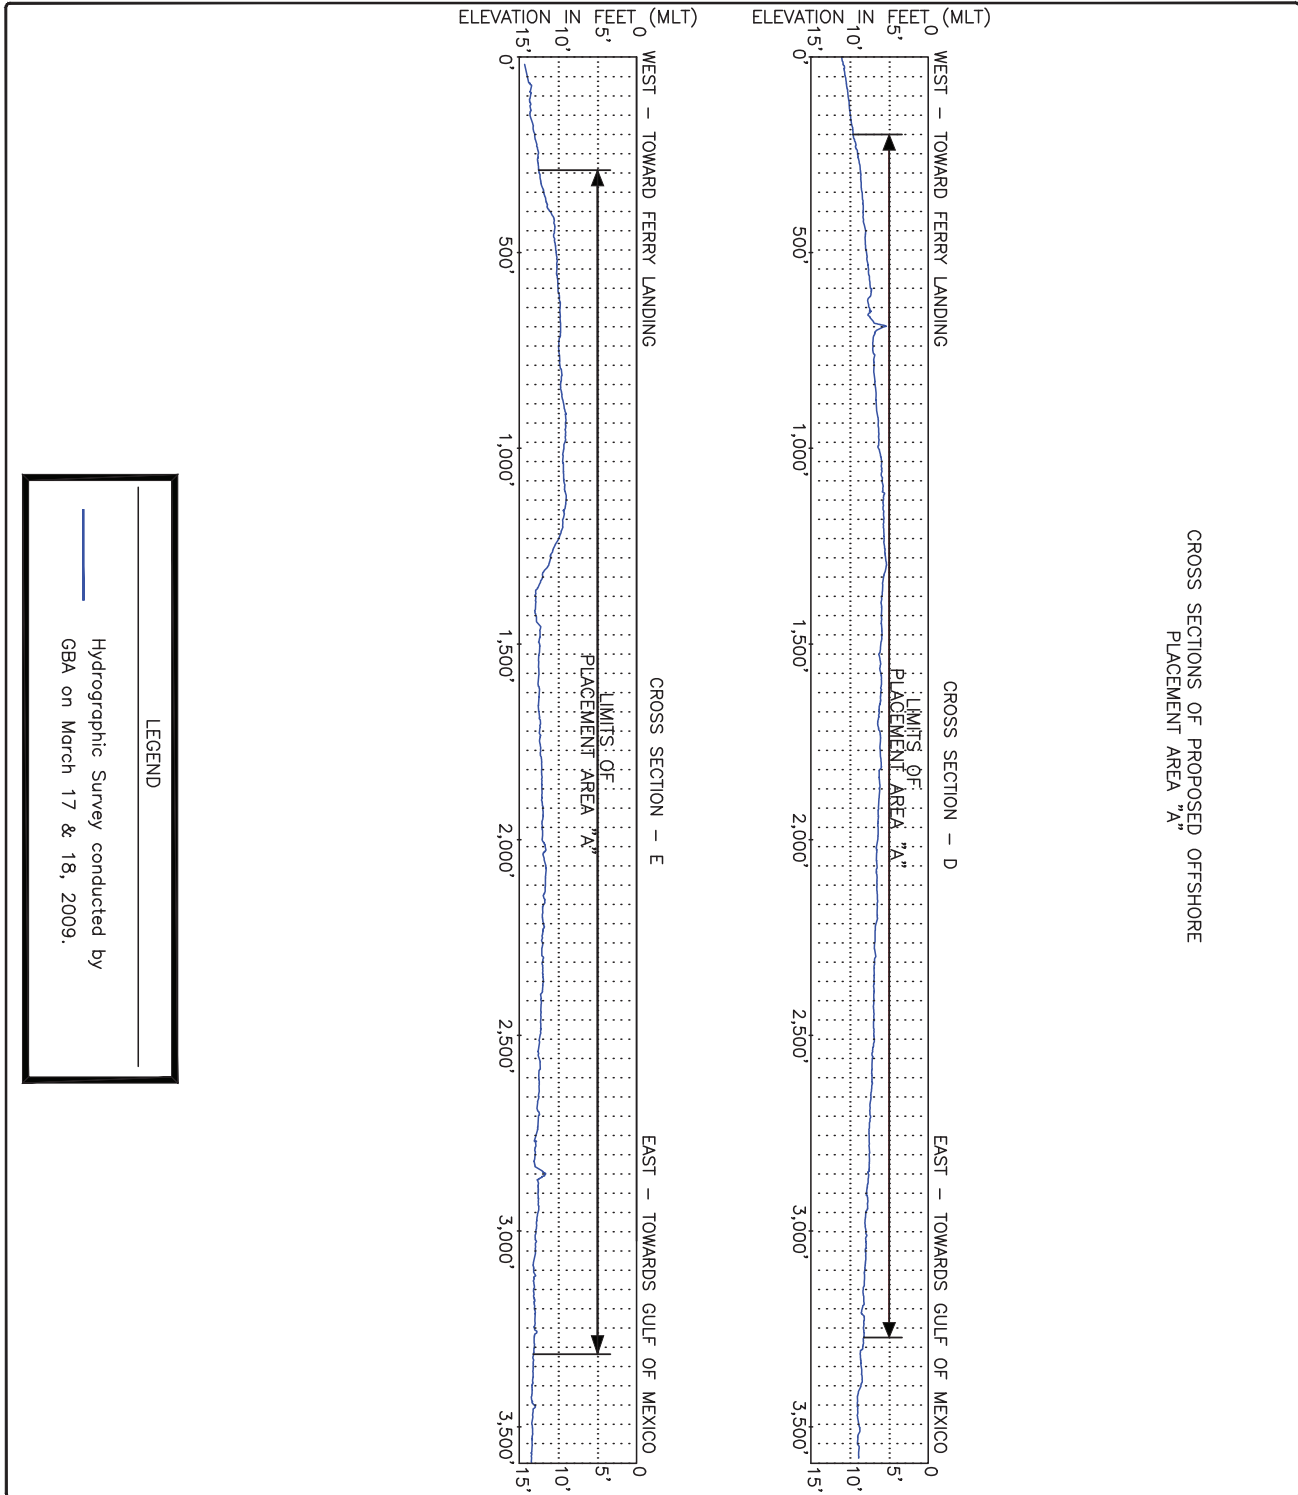 CROSS SECTIONS OF PROPOSED OFFSHORE
PLACEMENT AREA "A"
CROSS SECTION - D
WEST - TOWARD FERRY LANDING
EAST - TOWARDS GULF OF MEXICO
ELEVATION IN FEET (MLT)
0
5'
10'
15'
LIMITS OF
PLACEMENT AREA "A"
0
5'
10'
15'
0'
500'
1,000'
1,500'
2,000'
2,500'
3,000'
3,500'
CROSS SECTION - E
WEST - TOWARD FERRY LANDING
EAST - TOWARDS GULF OF MEXICO
ELEVATION IN FEET (MLT)
0
5'
10'
15'
LIMITS OF
PLACEMENT AREA "A"
0
5'
10'
15'
0'
500'
1,000'
1,500'
2,000'
2,500'
3,000'
3,500'
LEGEND
Hydrographic Survey conducted by
GBA on March 17 & 18, 2009.